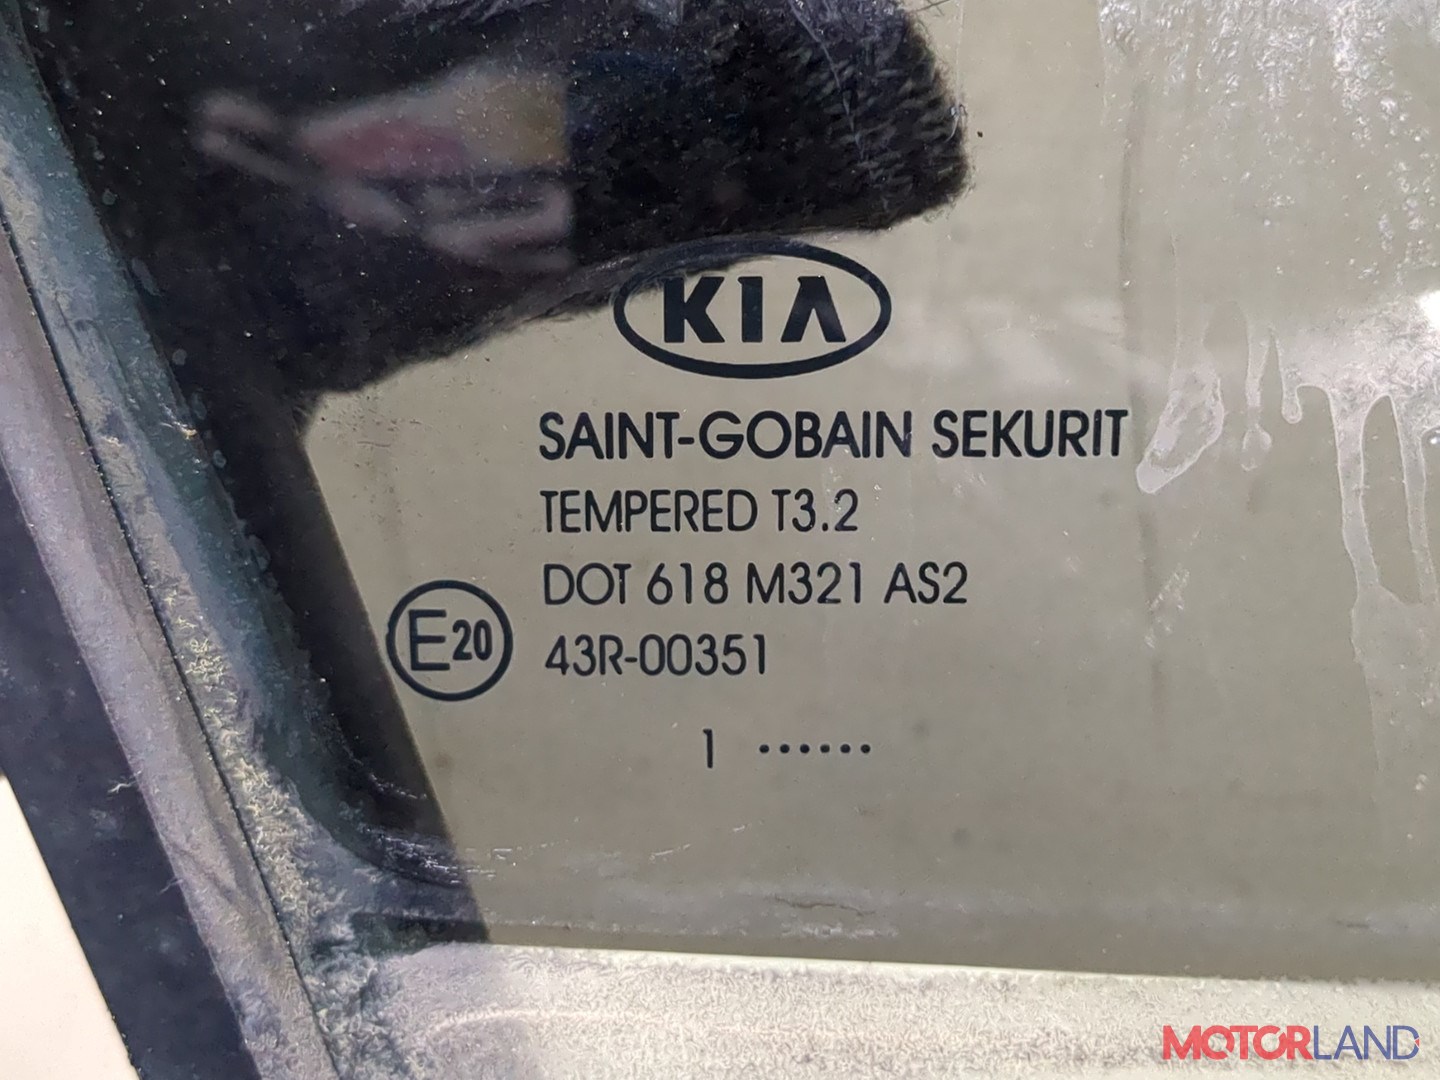 KIA
SAINT-GOBAIN SEKURIT
TEMPERED T3.2
DOT 618 M321 AS2
E20 43R-00351
1 ••••••
MOTORLAND